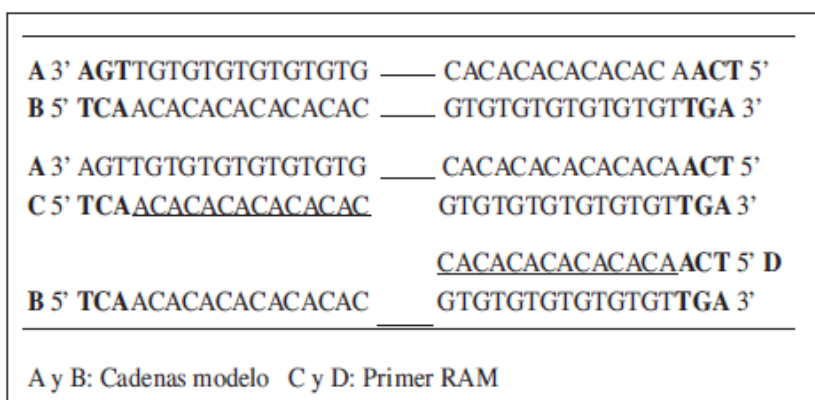 A 3' AGTTGTGTGTGTGTGTG CACACACACACAC AACT 5'
B 5' TCAACACACACACACAC GTGTGTGTGTGTGTTGA 3'
A 3' AGTTGTGTGTGTGTGTG CACACACACACACAACT 5'
C 5' TCAACACACACACACAC GTGTGTGTGTGTGTTGA 3'
CACACACACACACAACT 5' D
B 5' TCAACACACACACACAC GTGTGTGTGTGTGTTGA 3'
A y B: Cadenas modelo C y D: Primer RAM